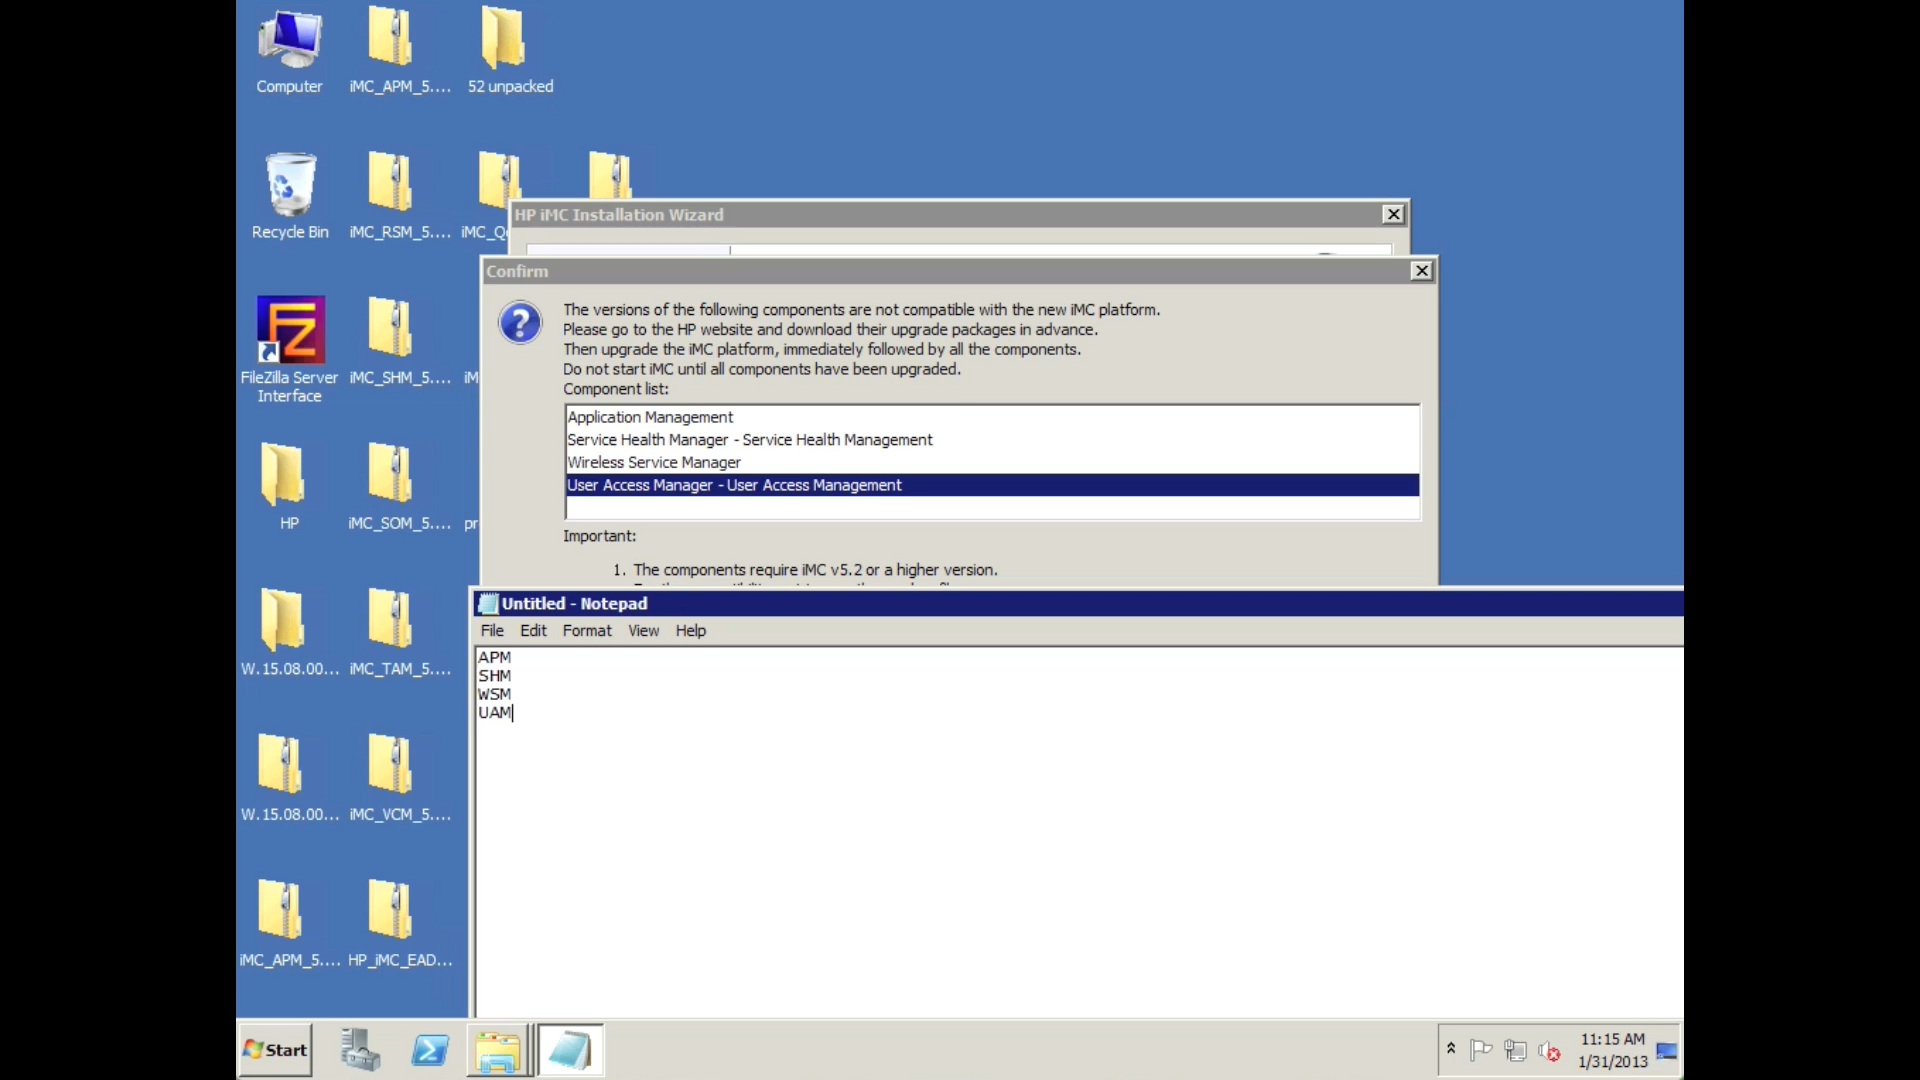 Computer
iMC_APM_5....
52 unpacked
Recycle Bin
iMC_RSM_5....
HP iMC Installation Wizard
Confirm
The versions of the following components are not compatible with the new iMC platform.
Please go to the HP website and download their upgrade packages in advance.
Then upgrade the iMC platform, immediately followed by all the components.
Do not start iMC until all components have been upgraded.
Component list:
Application Management
Service Health Manager - Service Health Management
Wireless Service Manager
User Access Manager - User Access Management
Important:
1. The components require iMC v5.2 or a higher version.
FileZilla Server
Interface
iMC_SHM_5....
HP
iMC_SOM_5....
W.15.08.00...
iMC_TAM_5....
W.15.08.00...
iMC_VCM_5....
iMC_APM_5....
HP_iMC_EAD...
Untitled - Notepad
File Edit Format View Help
APM
SHM
WSM
UAM
Start
11:15 AM
1/31/2013